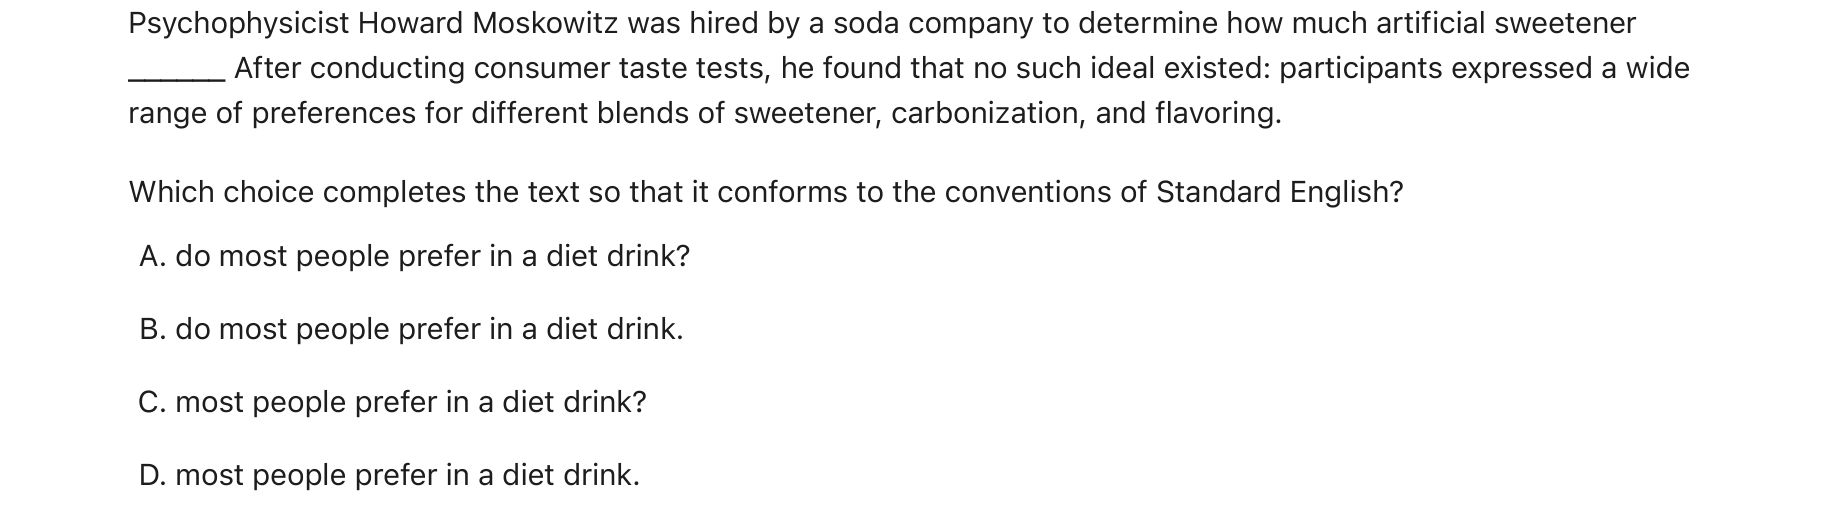 Psychophysicist Howard Moskowitz was hired by a soda company to determine how much artificial sweetener
______ After conducting consumer taste tests, he found that no such ideal existed: participants expressed a wide
range of preferences for different blends of sweetener, carbonization, and flavoring.
Which choice completes the text so that it conforms to the conventions of Standard English?
A. do most people prefer in a diet drink?
B. do most people prefer in a diet drink.
C. most people prefer in a diet drink?
D. most people prefer in a diet drink.